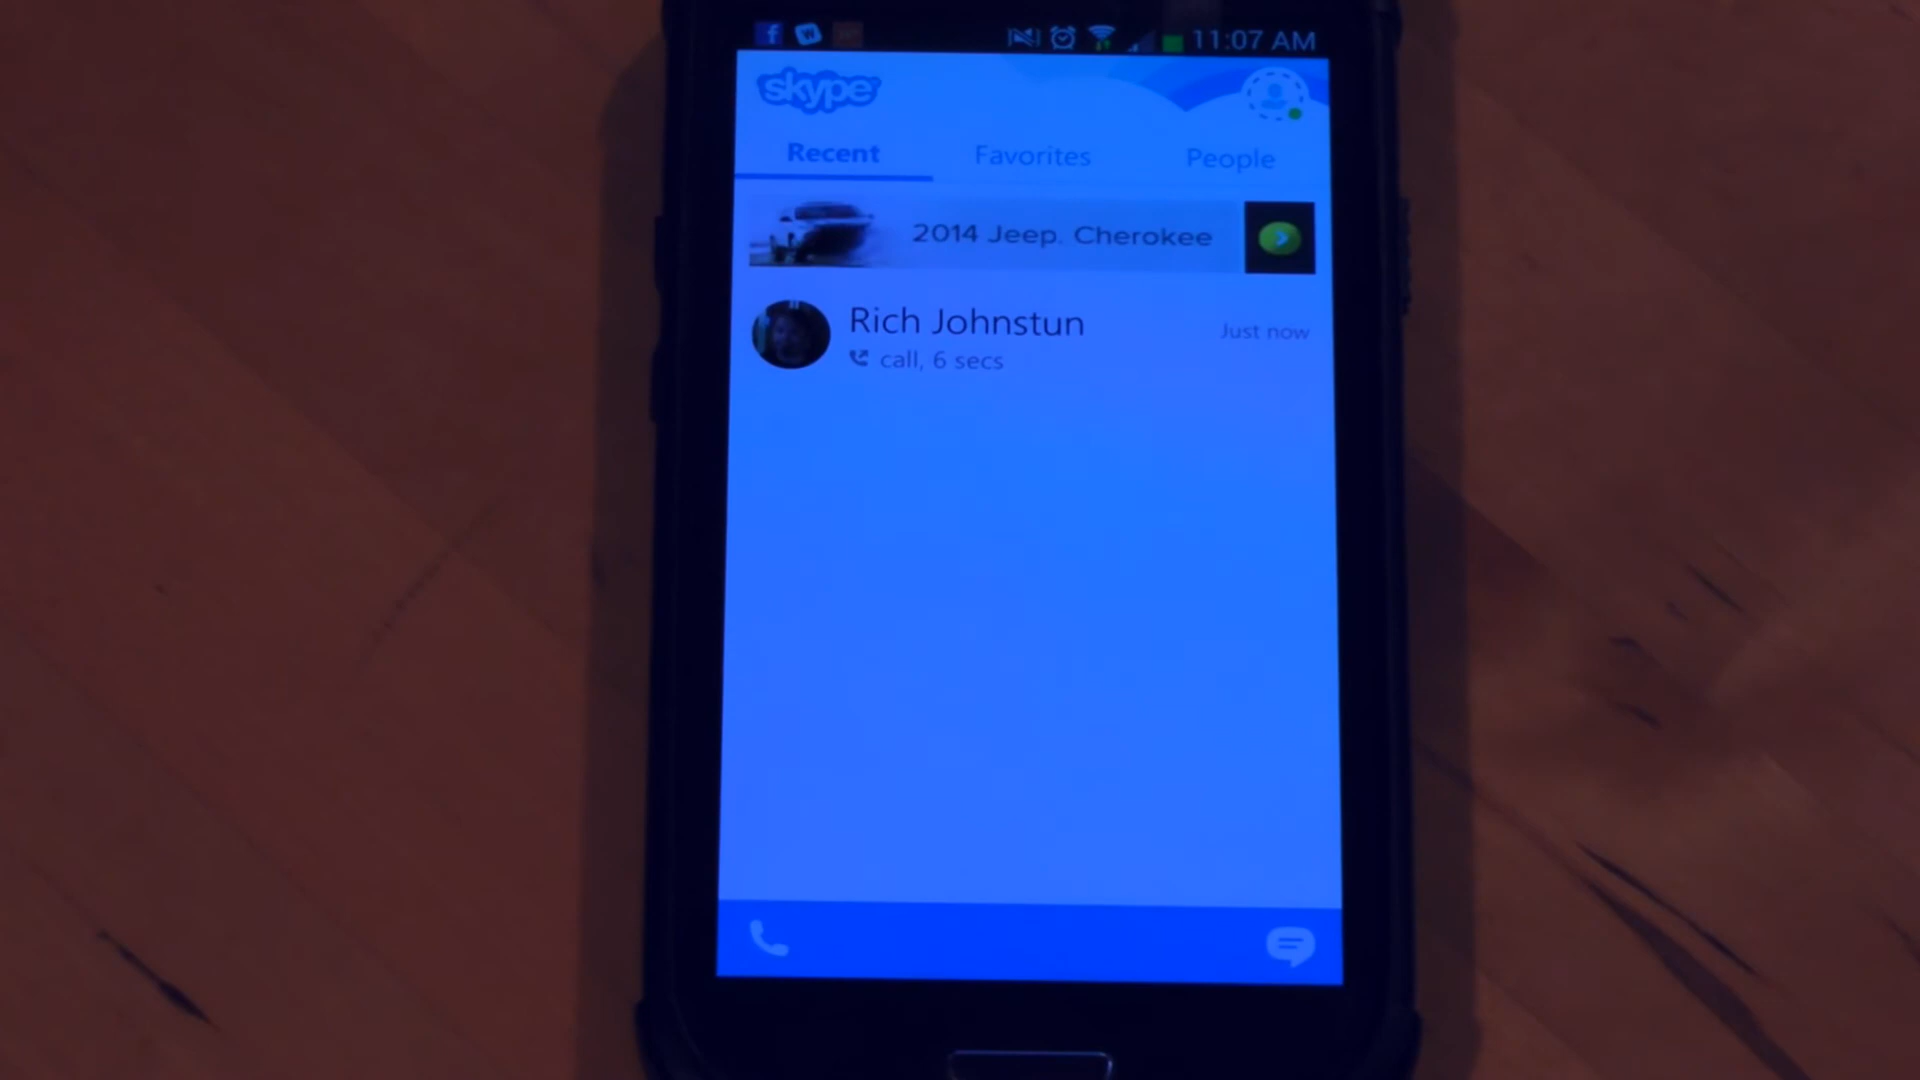 11:07 AM
skype
Recent Favorites People
2014 Jeep. Cherokee
Rich Johnstun
Just now
call, 6 secs